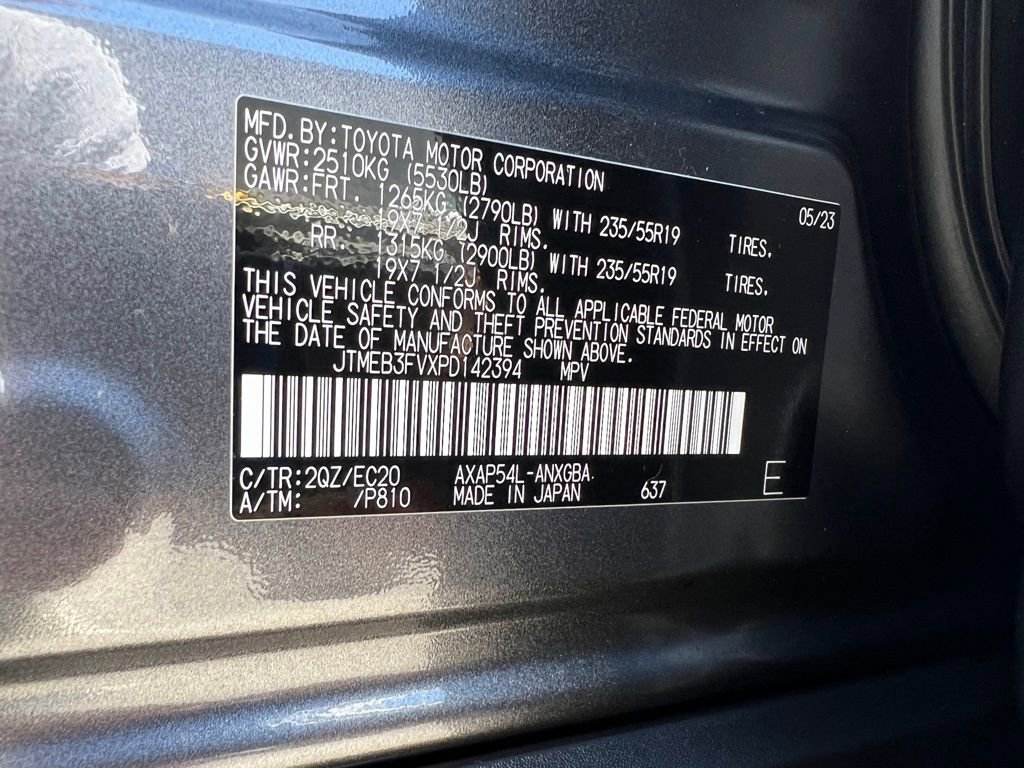 MFD.BY:TOYOTA MOTOR CORPORATION 05/23
GVWR:2510KG (5530LB)
GAWR:FRT. 1265KG (2790LB) WITH 235/55R19 TIRES,
19X7 1/2J RIMS.
RR. 1315KG (2900LB) WITH 235/55R19 TIRES,
19X7 1/2J RIMS.
THIS VEHICLE CONFORMS TO ALL APPLICABLE FEDERAL MOTOR
VEHICLE SAFETY AND THEFT PREVENTION STANDARDS IN EFFECT ON
THE DATE OF MANUFACTURE SHOWN ABOVE.
JTMEB3FVXPD142394 MPV
C/TR:2QZ/EC20 AXAP54L-ANXGBA
A/TM: /P810 MADE IN JAPAN 637 E